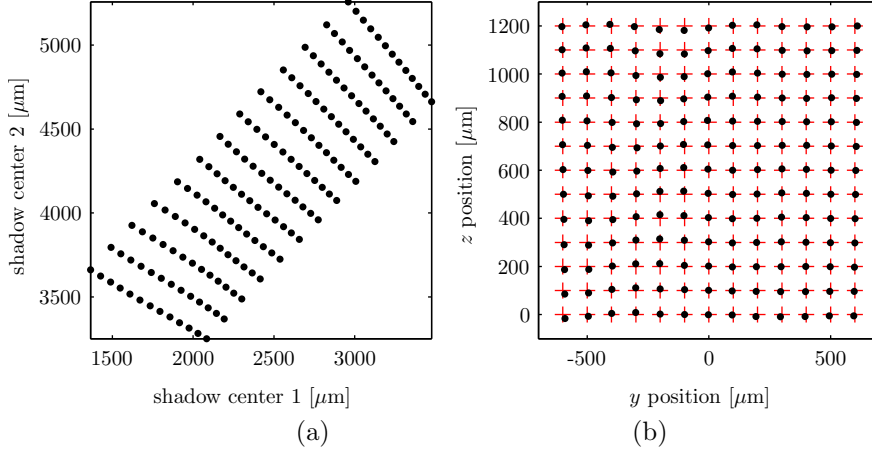 5000
4500
4000
3500
1500 2000 2500 3000
shadow center 2 [μm]
shadow center 1 [μm]
(a)
1200
1000
800
600
400
200
0
-500 0 500
z position [μm]
y position [μm]
(b)